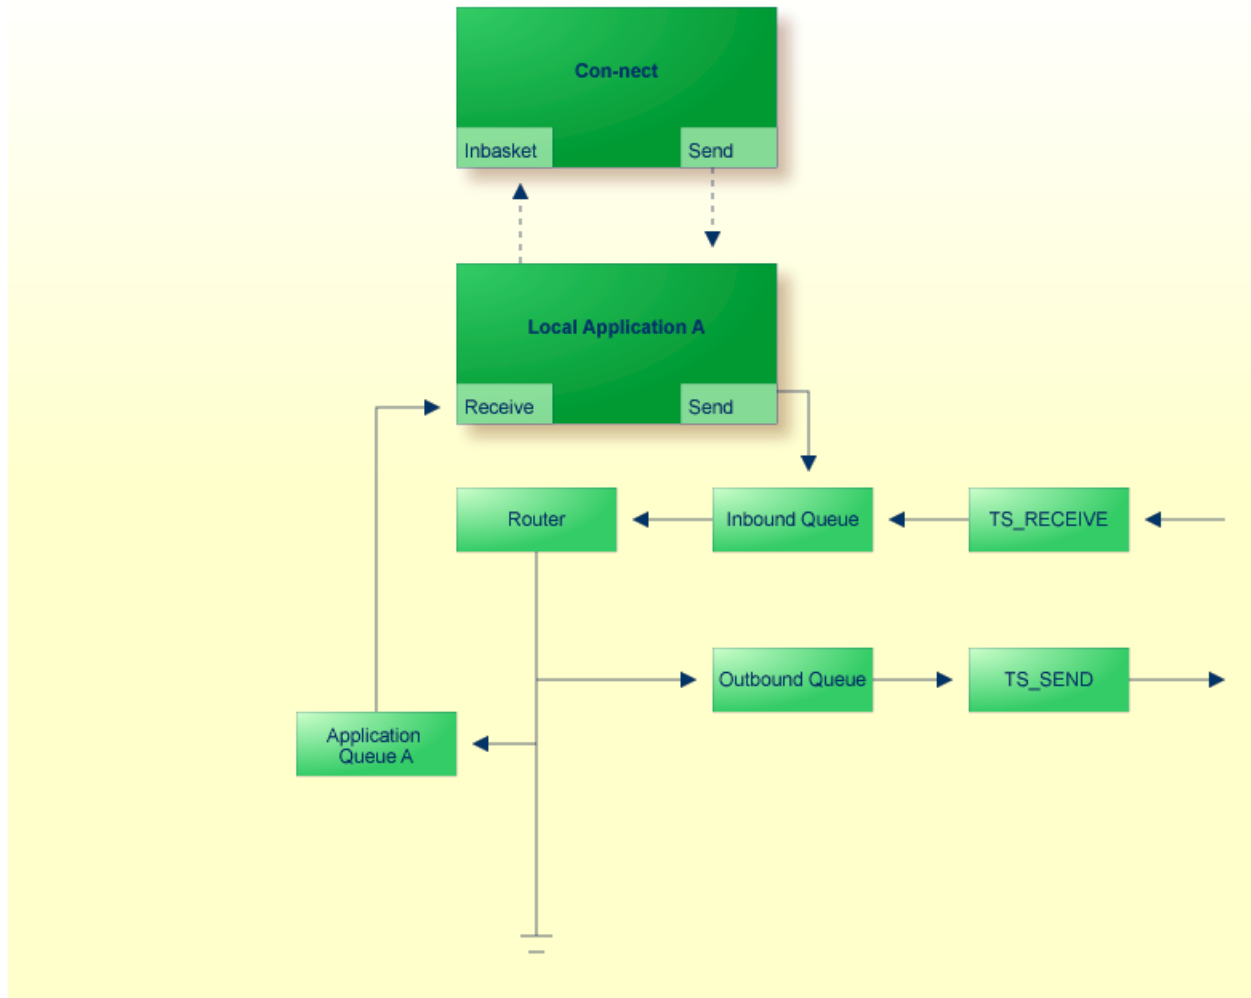 Con-nect
Inbasket
Send
Local Application A
Receive
Send
Router
Inbound Queue
TS_RECEIVE
Outbound Queue
TS_SEND
Application
Queue A